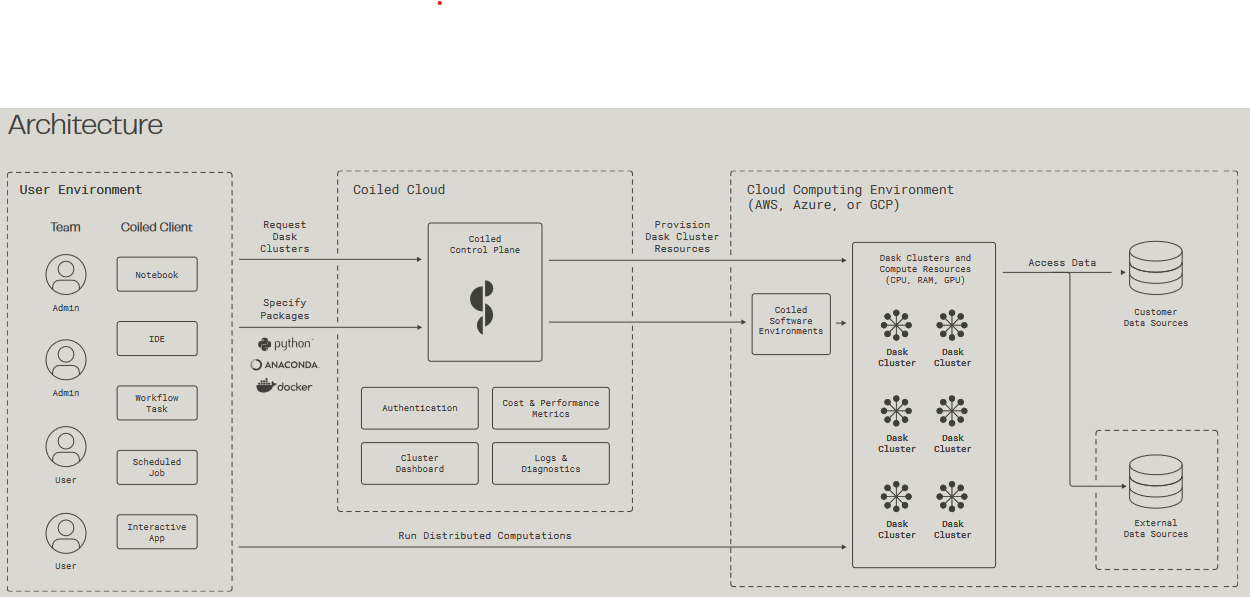 Architecture
User Environment
Team
Coiled Client
Admin
Admin
User
User
Notebook
IDE
Workflow
Task
Scheduled
Job
Interactive
App
Request
Dask
Clusters
Specify
Packages
python
ANACONDA
docker
Coiled Cloud
Coiled
Control Plane
Authentication
Cost & Performance
Metrics
Cluster
Dashboard
Logs &
Diagnostics
Run Distributed Computations
Provision
Dask Cluster
Resources
Cloud Computing Environment
(AWS, Azure, or GCP)
Coiled
Software
Environments
Dask Clusters and
Compute Resources
(CPU, RAM, GPU)
Dask
Cluster
Dask
Cluster
Dask
Cluster
Dask
Cluster
Dask
Cluster
Dask
Cluster
Access Data
Customer
Data Sources
External
Data Sources